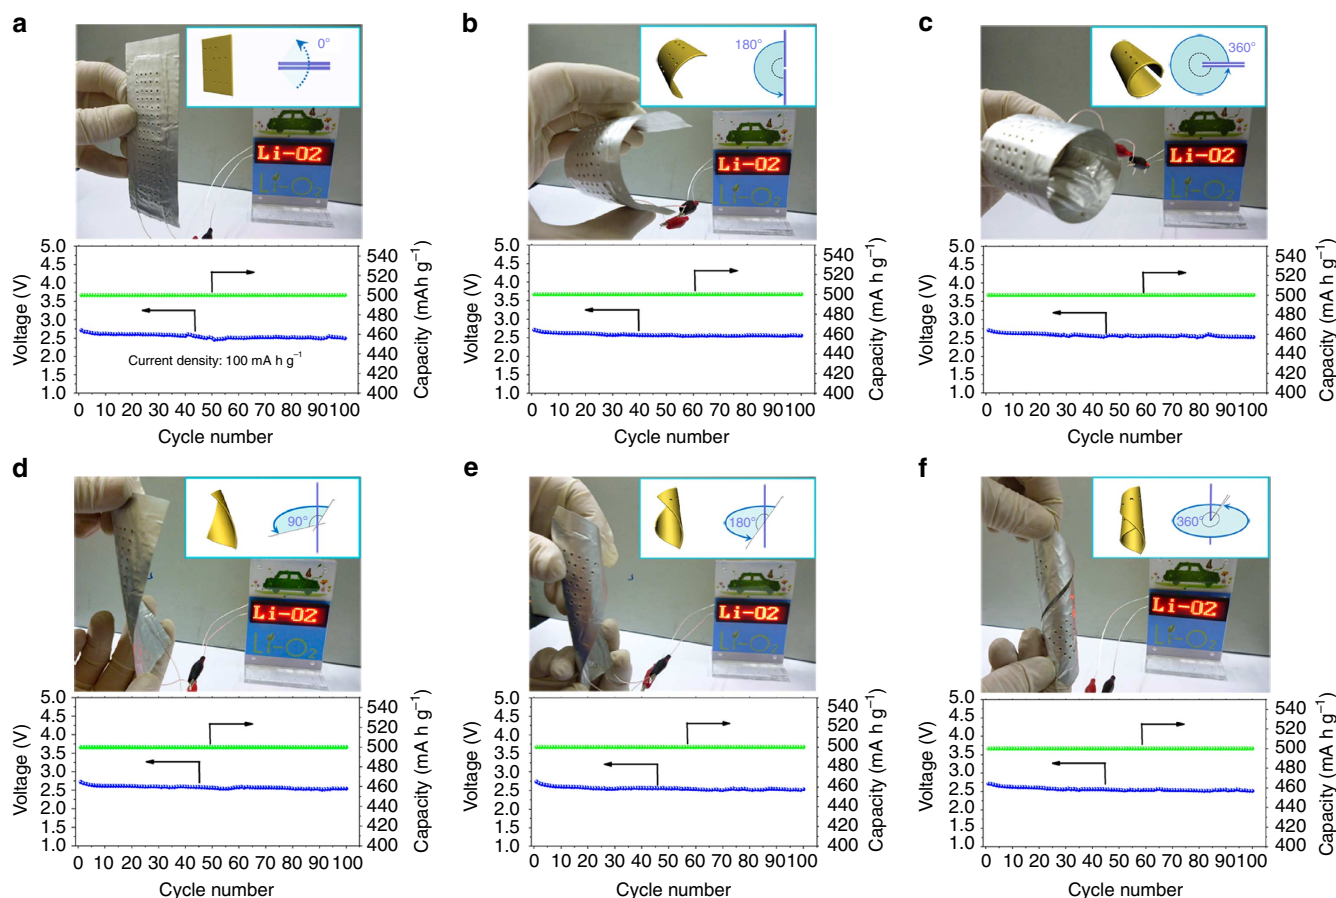 a
0°
Li-O2
Li-O₂
5.0
4.5
4.0
3.5
3.0
2.5
2.0
1.5
1.0
Voltage (V)
540
520
500
480
460
440
420
400
Capacity (mAh g⁻¹)
Current density: 100 mA h g⁻¹
0 10 20 30 40 50 60 70 80 90 100
Cycle number
b
180°
Li-O2
Li-O₂
5.0
4.5
4.0
3.5
3.0
2.5
2.0
1.5
1.0
Voltage (V)
540
520
500
480
460
440
420
400
Capacity (mA h g⁻¹)
0 10 20 30 40 50 60 70 80 90 100
Cycle number
c
360°
Li-O2
Li-O₂
5.0
4.5
4.0
3.5
3.0
2.5
2.0
1.5
1.0
Voltage (V)
540
520
500
480
460
440
420
400
Capacity (mA h g⁻¹)
0 10 20 30 40 50 60 70 80 90 100
Cycle number
d
90°
Li-O2
Li-O₂
5.0
4.5
4.0
3.5
3.0
2.5
2.0
1.5
1.0
Voltage (V)
540
520
500
480
460
440
420
400
Capacity (mA h g⁻¹)
0 10 20 30 40 50 60 70 80 90 100
Cycle number
e
180°
Li-O2
Li-O₂
5.0
4.5
4.0
3.5
3.0
2.5
2.0
1.5
1.0
Voltage (V)
540
520
500
480
460
440
420
400
Capacity (mA h g⁻¹)
0 10 20 30 40 50 60 70 80 90 100
Cycle number
f
360°
Li-O2
Li-O₂
5.0
4.5
4.0
3.5
3.0
2.5
2.0
1.5
1.0
Voltage (V)
540
520
500
480
460
440
420
400
Capacity (mA h g⁻¹)
0 10 20 30 40 50 60 70 80 90 100
Cycle number